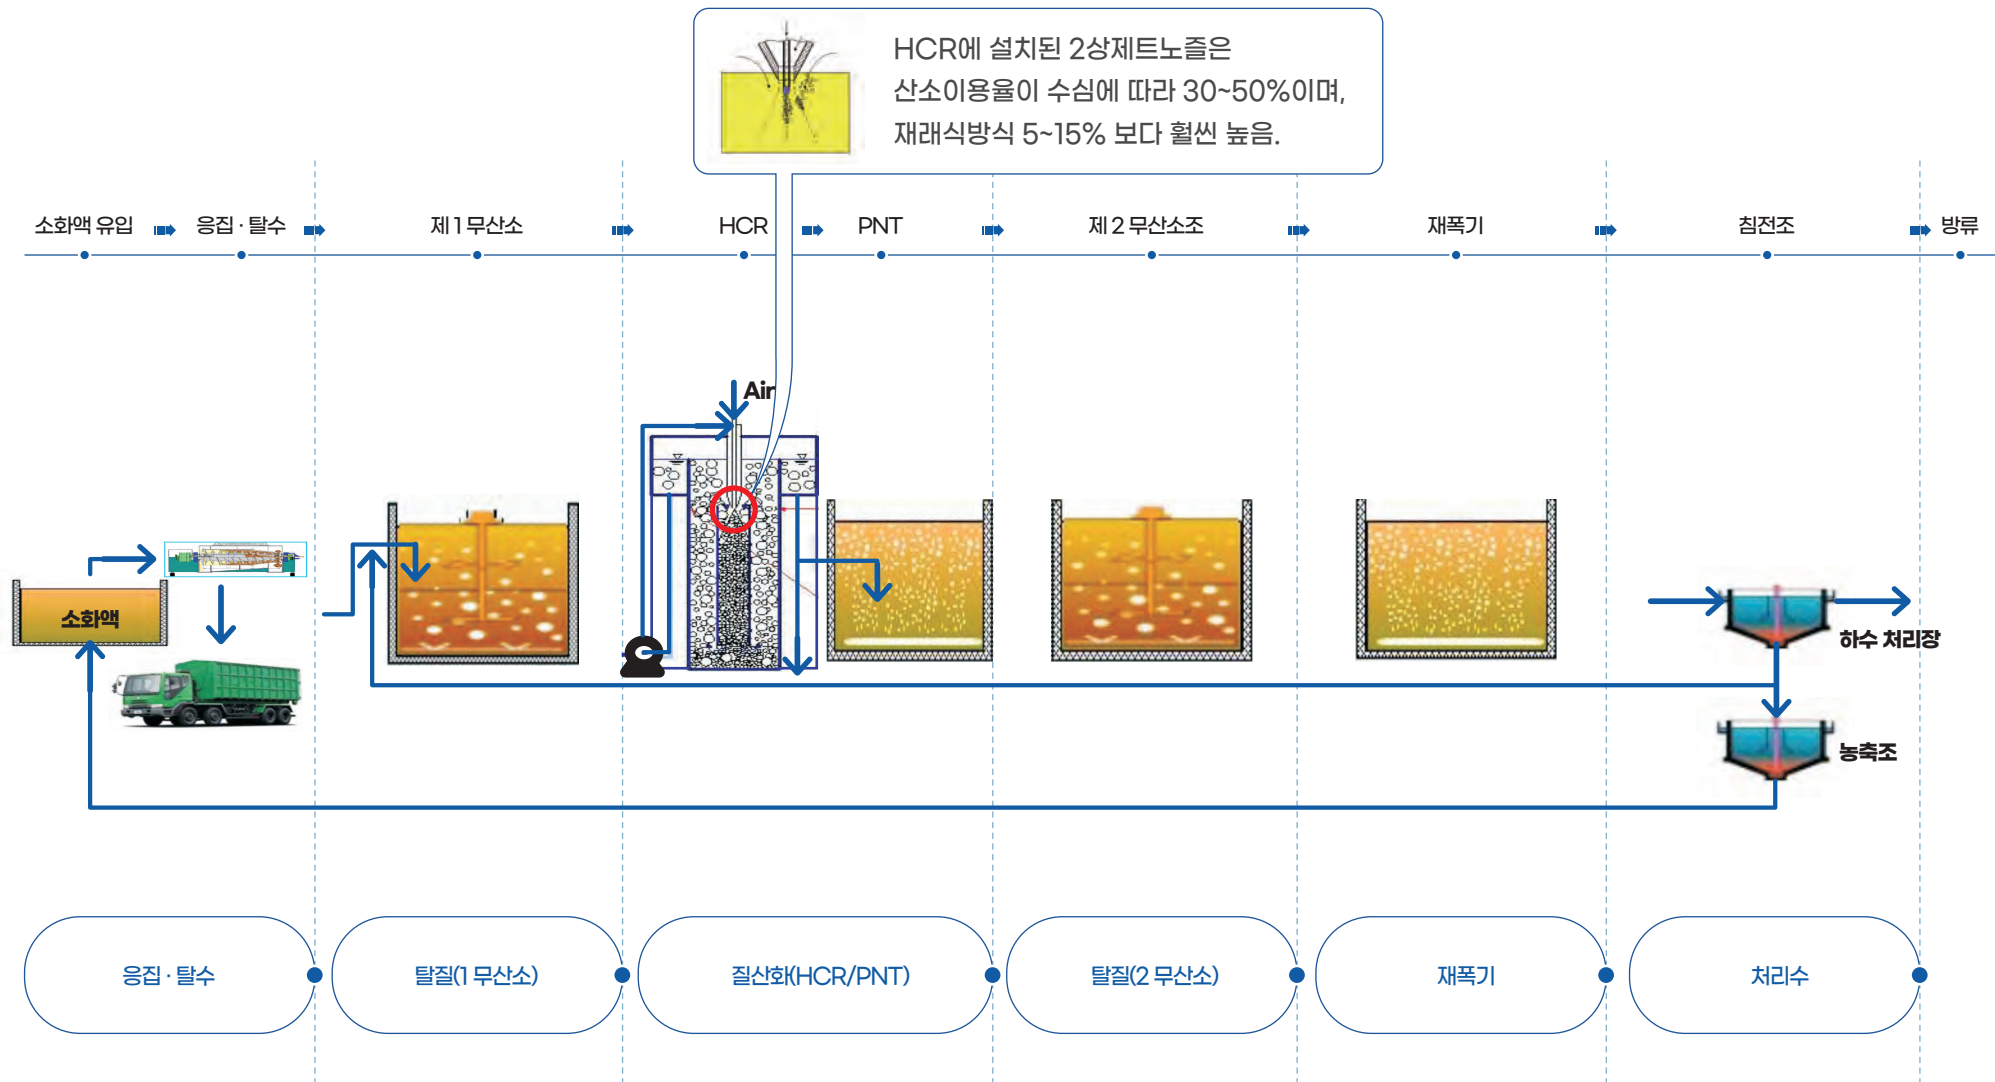 HCR에 설치된 2상제트노즐은
산소이용율이 수심에 따라 30~50%이며,
재래식방식 5~15% 보다 훨씬 높음.
소화액 유입
응집 · 탈수
제 1 무산소
HCR
PNT
제 2 무산소조
재폭기
침전조
방류
Air
소화액
하수 처리장
농축조
응집 · 탈수
탈질(1 무산소)
질산화(HCR/PNT)
탈질(2 무산소)
재폭기
처리수